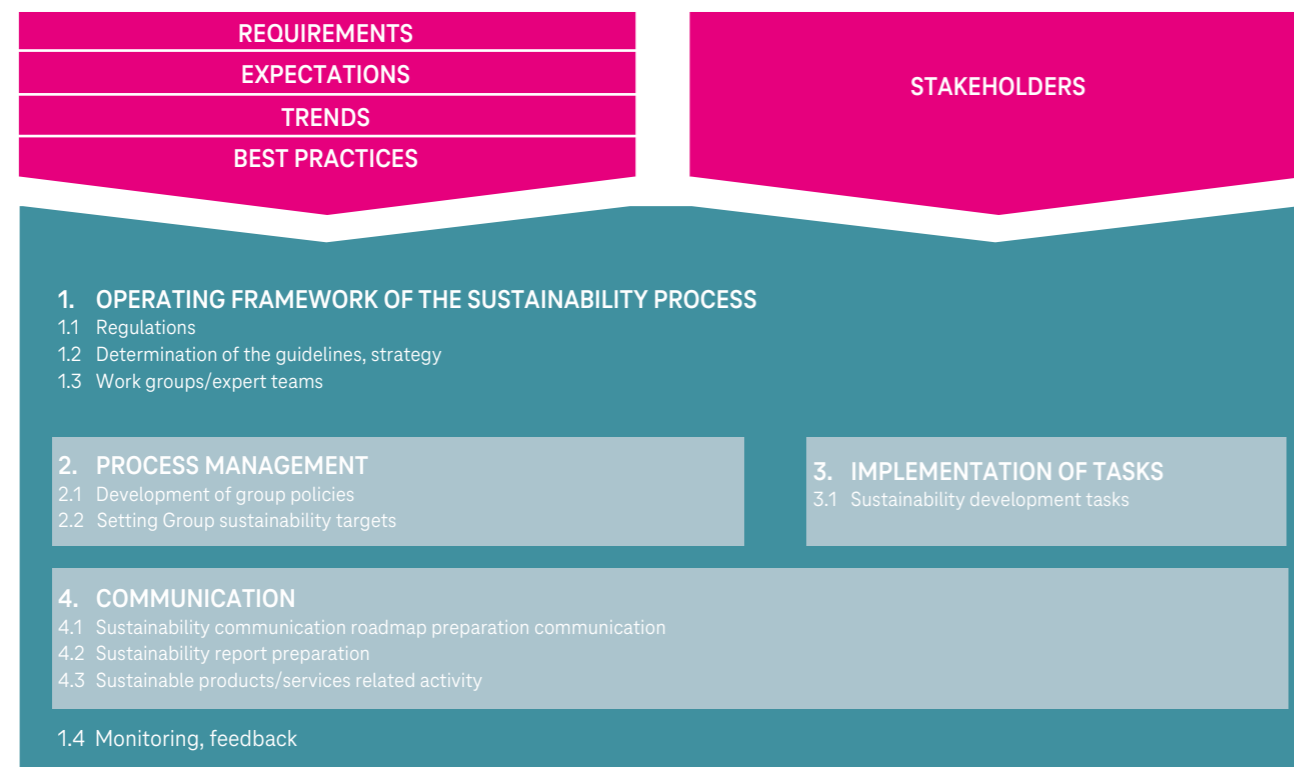 REQUIREMENTS
EXPECTATIONS
TRENDS
BEST PRACTICES
STAKEHOLDERS
1. OPERATING FRAMEWORK OF THE SUSTAINABILITY PROCESS
1.1 Regulations
1.2 Determination of the guidelines, strategy
1.3 Work groups/expert teams
2. PROCESS MANAGEMENT
2.1 Development of group policies
2.2 Setting Group sustainability targets
3. IMPLEMENTATION OF TASKS
3.1 Sustainability development tasks
4. COMMUNICATION
4.1 Sustainability communication roadmap preparation communication
4.2 Sustainability report preparation
4.3 Sustainable products/services related activity
1.4 Monitoring, feedback